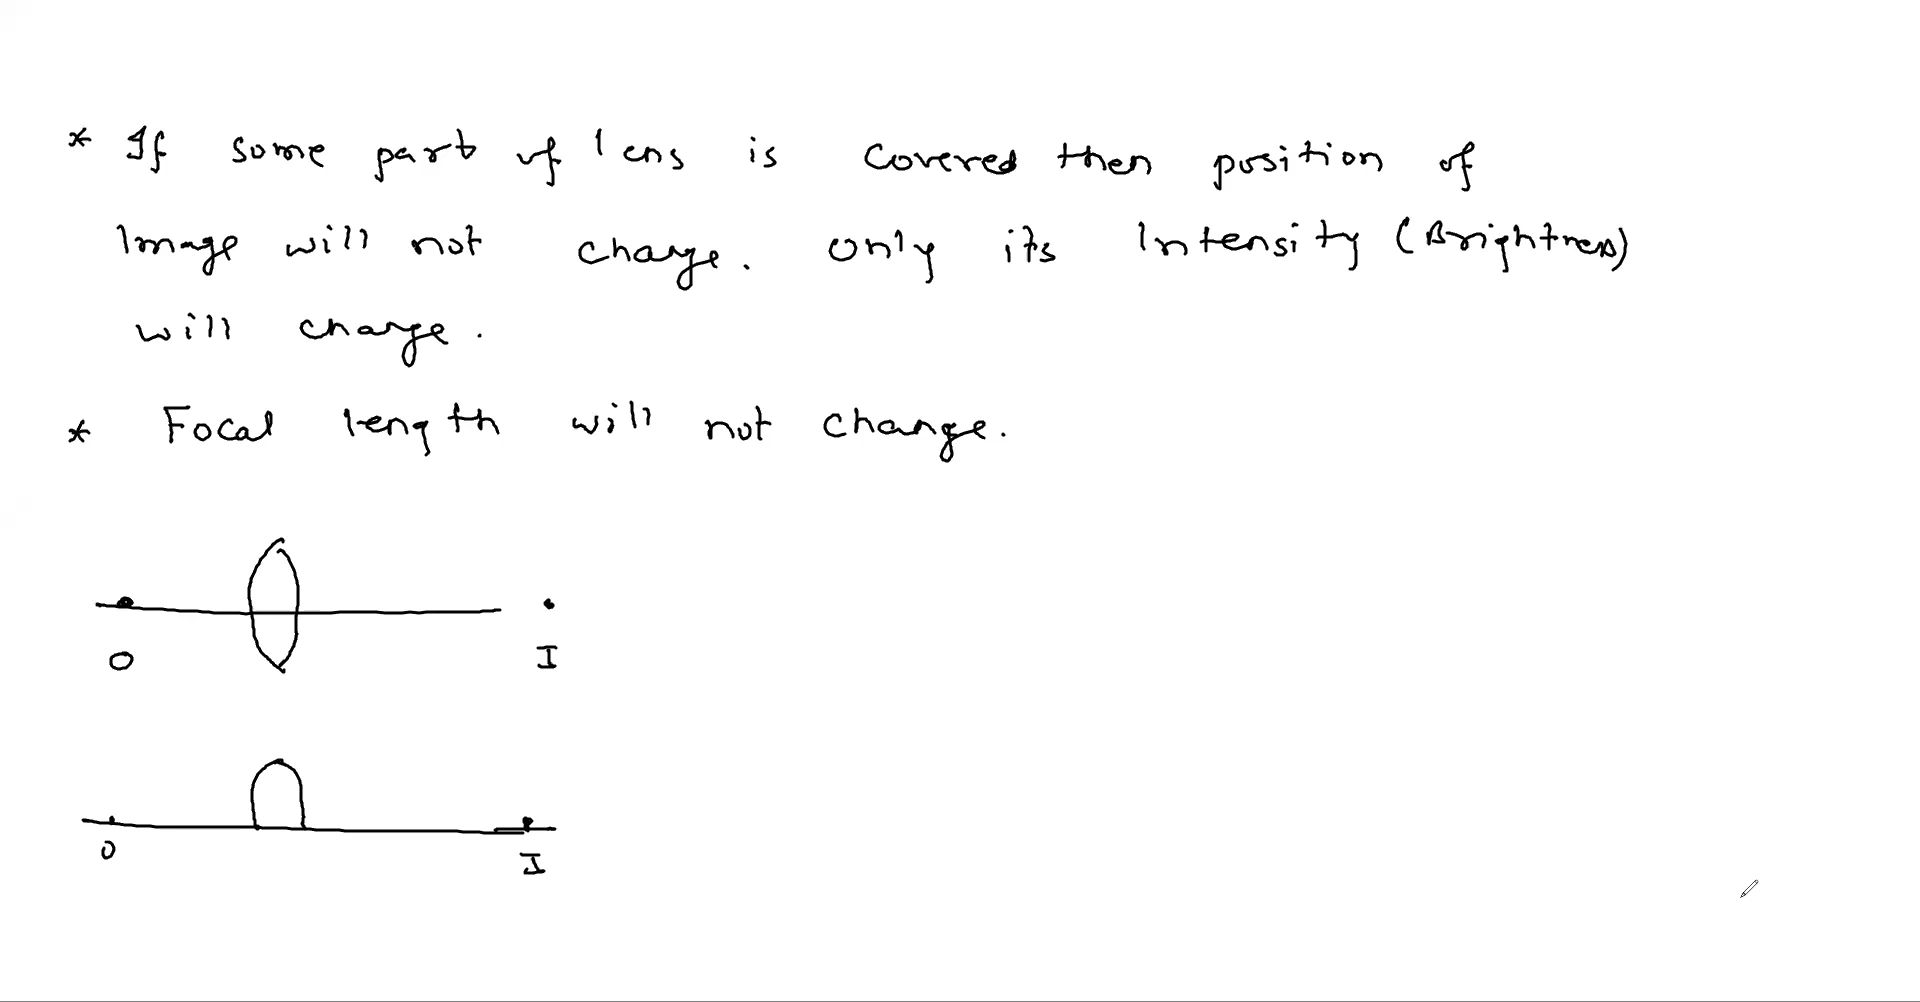 * If some part of lens is covered then position of
Image will not change. only its Intensity (Brightness)
will change.
* Focal length will not change.
O I
O I